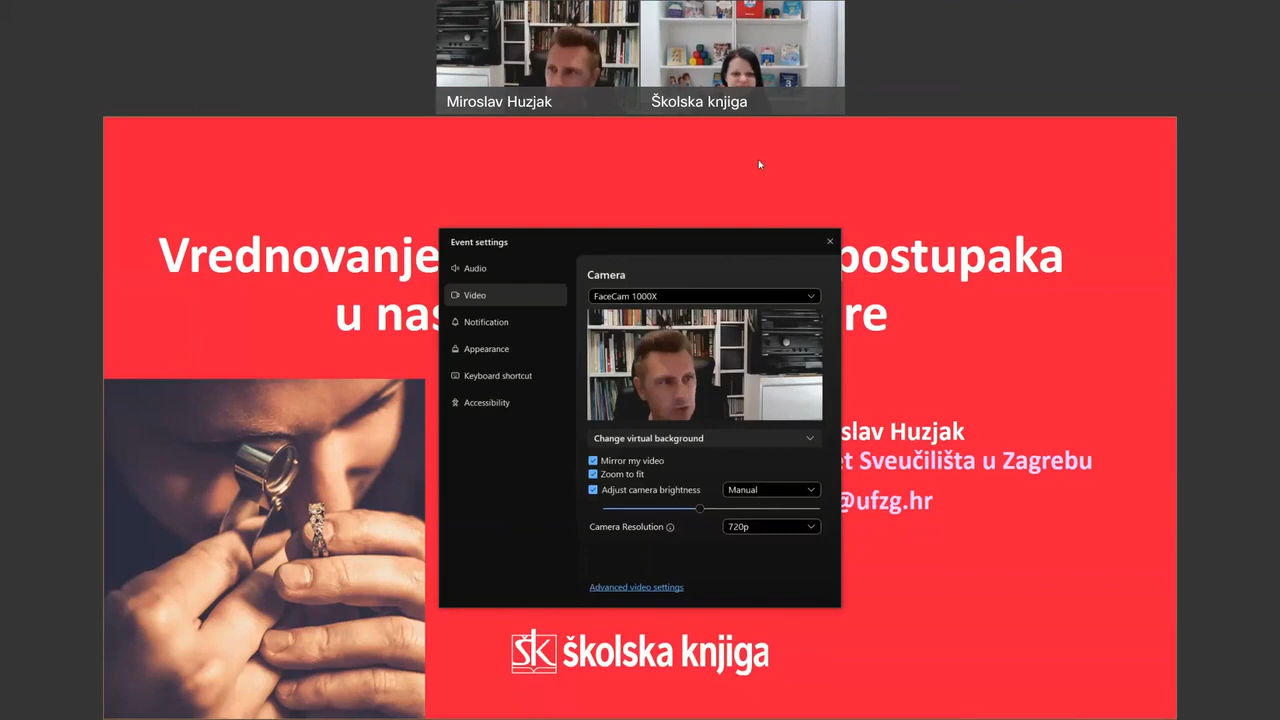 Miroslav Huzjak
Školska knjiga
Vrednovanje postupaka
u nas re
slav Huzjak
et Sveučilišta u Zagrebu
@ufzg.hr
Event settings
Audio
Video
Notification
Appearance
Keyboard shortcut
Accessibility
Camera
FaceCam 1000X
Change virtual background
Mirror my video
Zoom to fit
Adjust camera brightness Manual
Camera Resolution 720p
Advanced video settings
ŠK školska knjiga